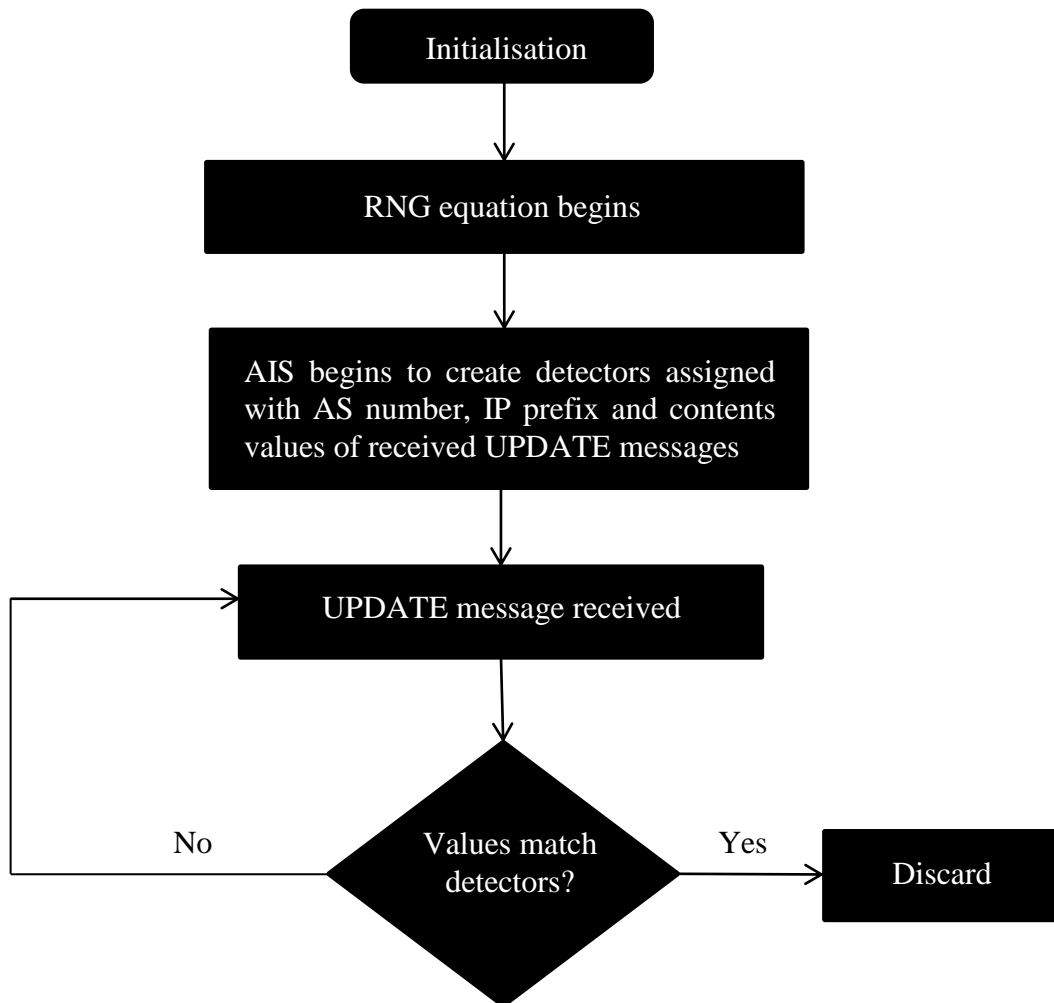 Initialisation
RNG equation begins
AIS begins to create detectors assigned
with AS number, IP prefix and contents
values of received UPDATE messages
UPDATE message received
No
Values match
detectors?
Yes
Discard